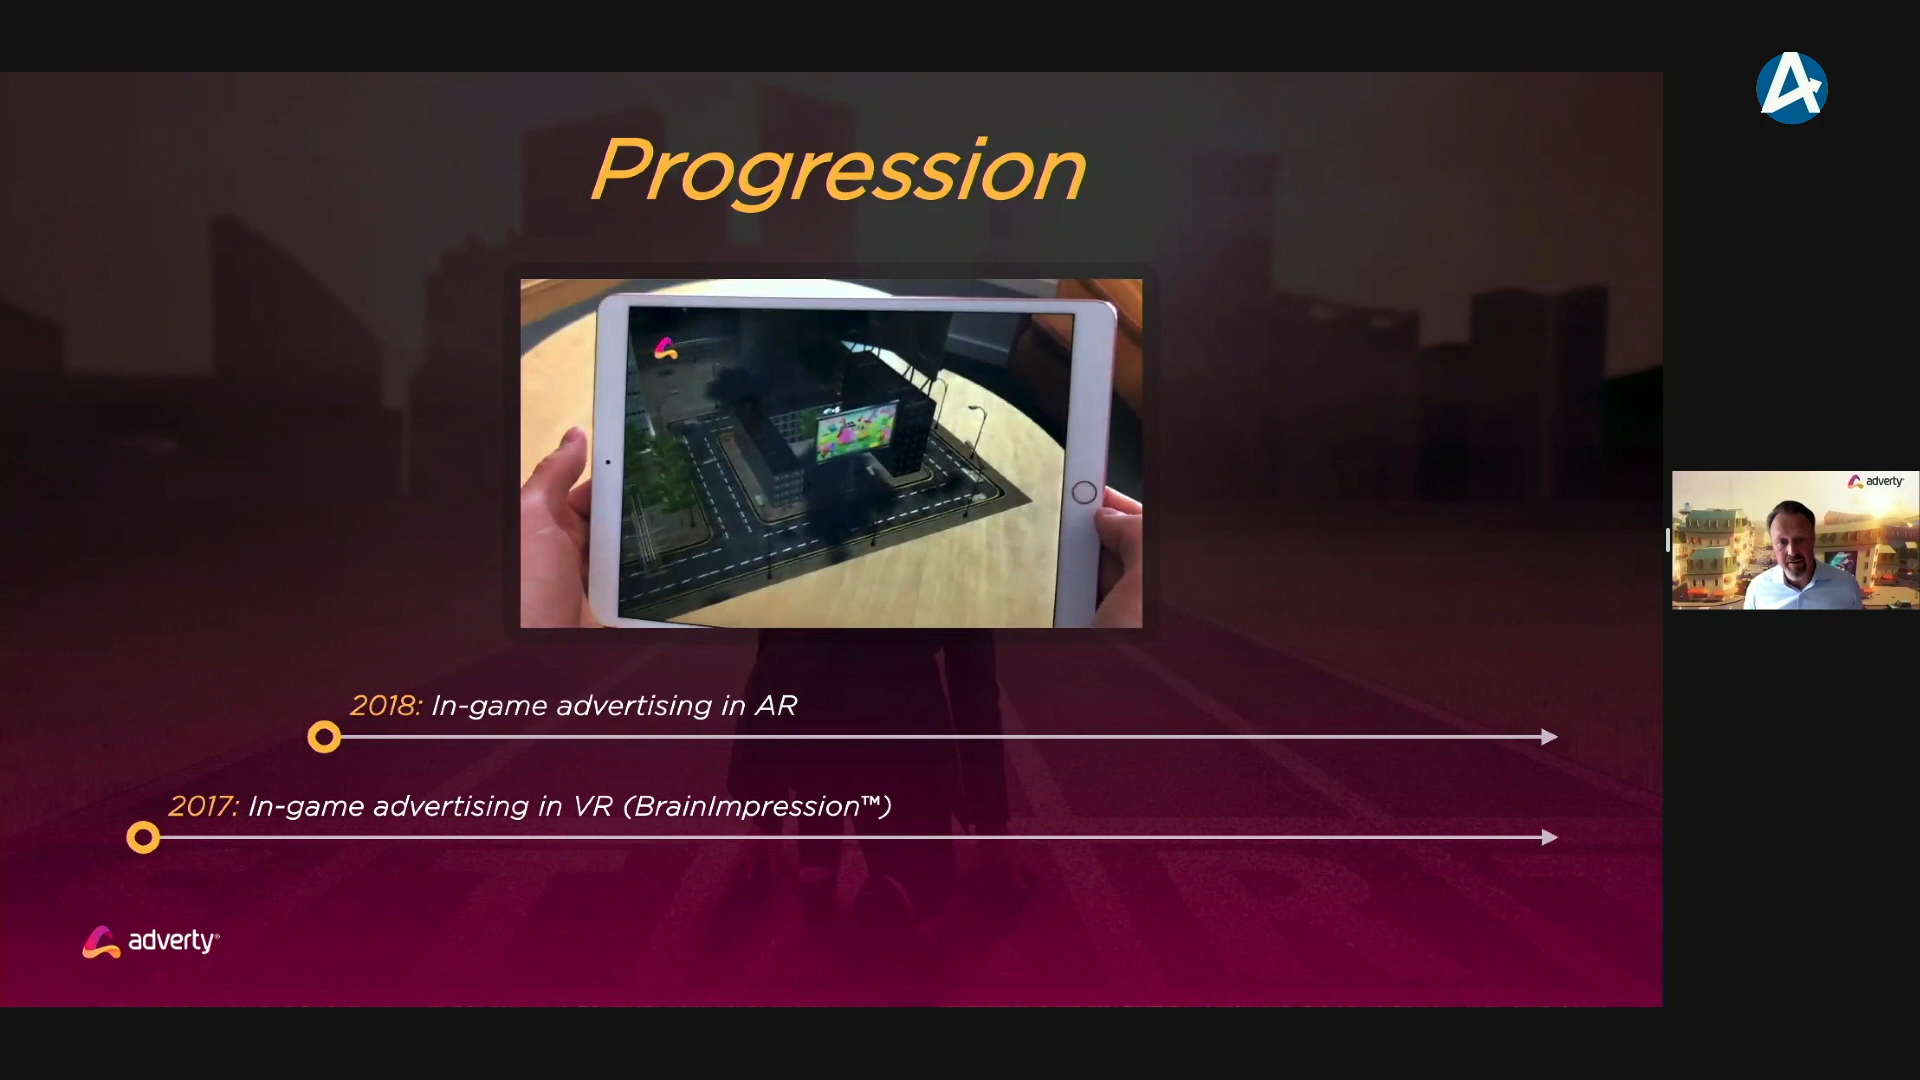 Progression
2018: In-game advertising in AR
2017: In-game advertising in VR (BrainImpression™)
adverty®
adverty®